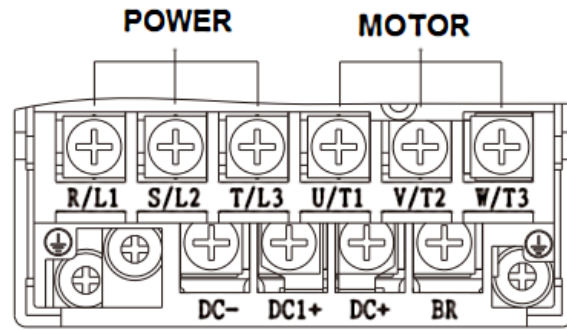 POWER MOTOR
R/L1 S/L2 T/L3 U/T1 V/T2 W/T3
DC- DC1+ DC+ BR